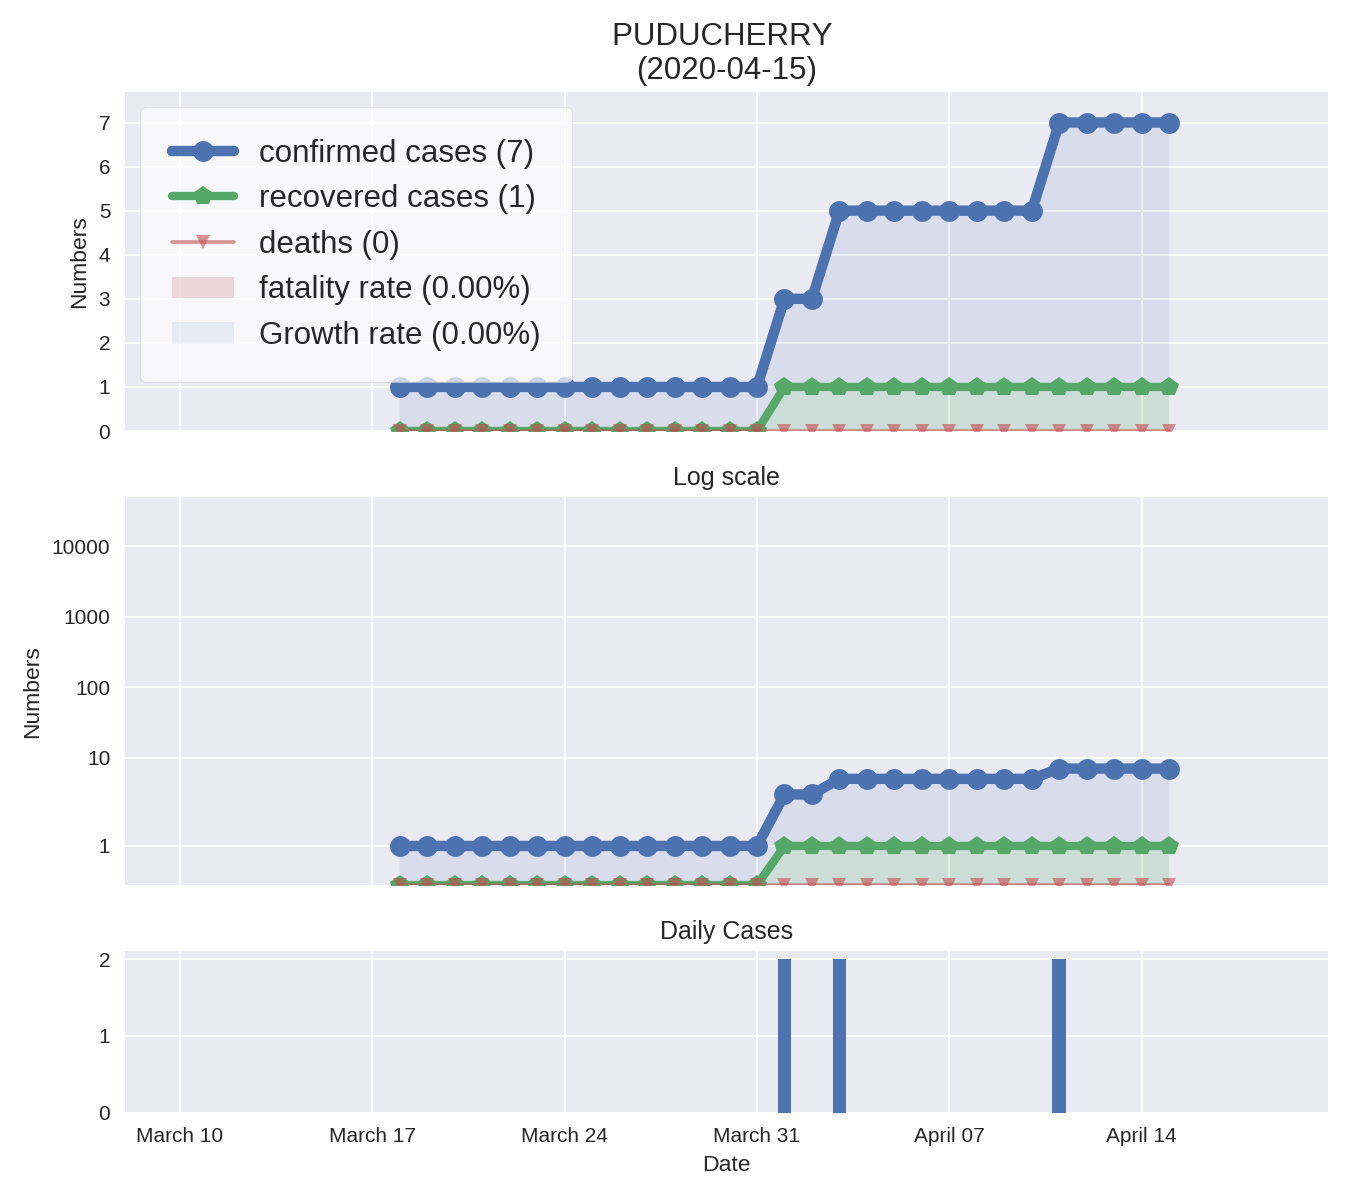 PUDUCHERRY
(2020-04-15)
7
6
5
4
3
2
1
0
Numbers
confirmed cases (7)
recovered cases (1)
deaths (0)
fatality rate (0.00%)
Growth rate (0.00%)
Log scale
10000
1000
100
10
1
Numbers
Daily Cases
2
1
0
March 10 March 17 March 24 March 31 April 07 April 14
Date